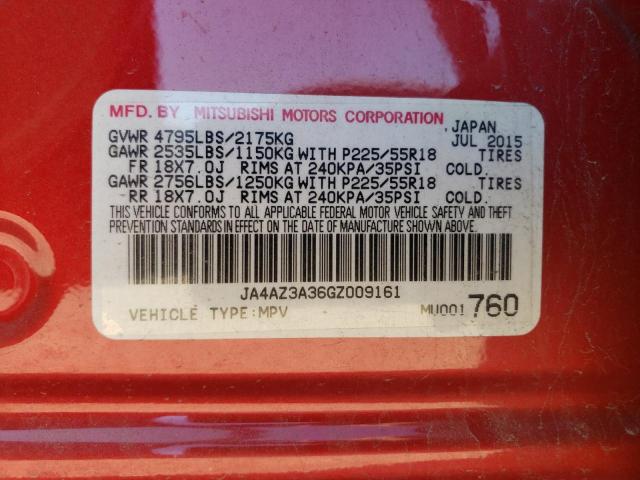 MFD. BY MITSUBISHI MOTORS CORPORATION JAPAN
GVWR 4795LBS/2175KG JUL 2015
GAWR 2535LBS/1150KG WITH P225/55R18 TIRES
FR 18X7.0J RIMS AT 240KPA/35PSI COLD.
GAWR 2756LBS/1250KG WITH P225/55R18 TIRES
RR 18X7.0J RIMS AT 240KPA/35PSI COLD.
THIS VEHICLE CONFORMS TO ALL APPLICABLE FEDERAL MOTOR VEHICLE SAFETY AND THEFT
PREVENTION STANDARDS IN EFFECT ON THE DATE OF MANUFACTURE SHOWN ABOVE.
JA4AZ3A36GZ009161
VEHICLE TYPE:MPV MU001 760